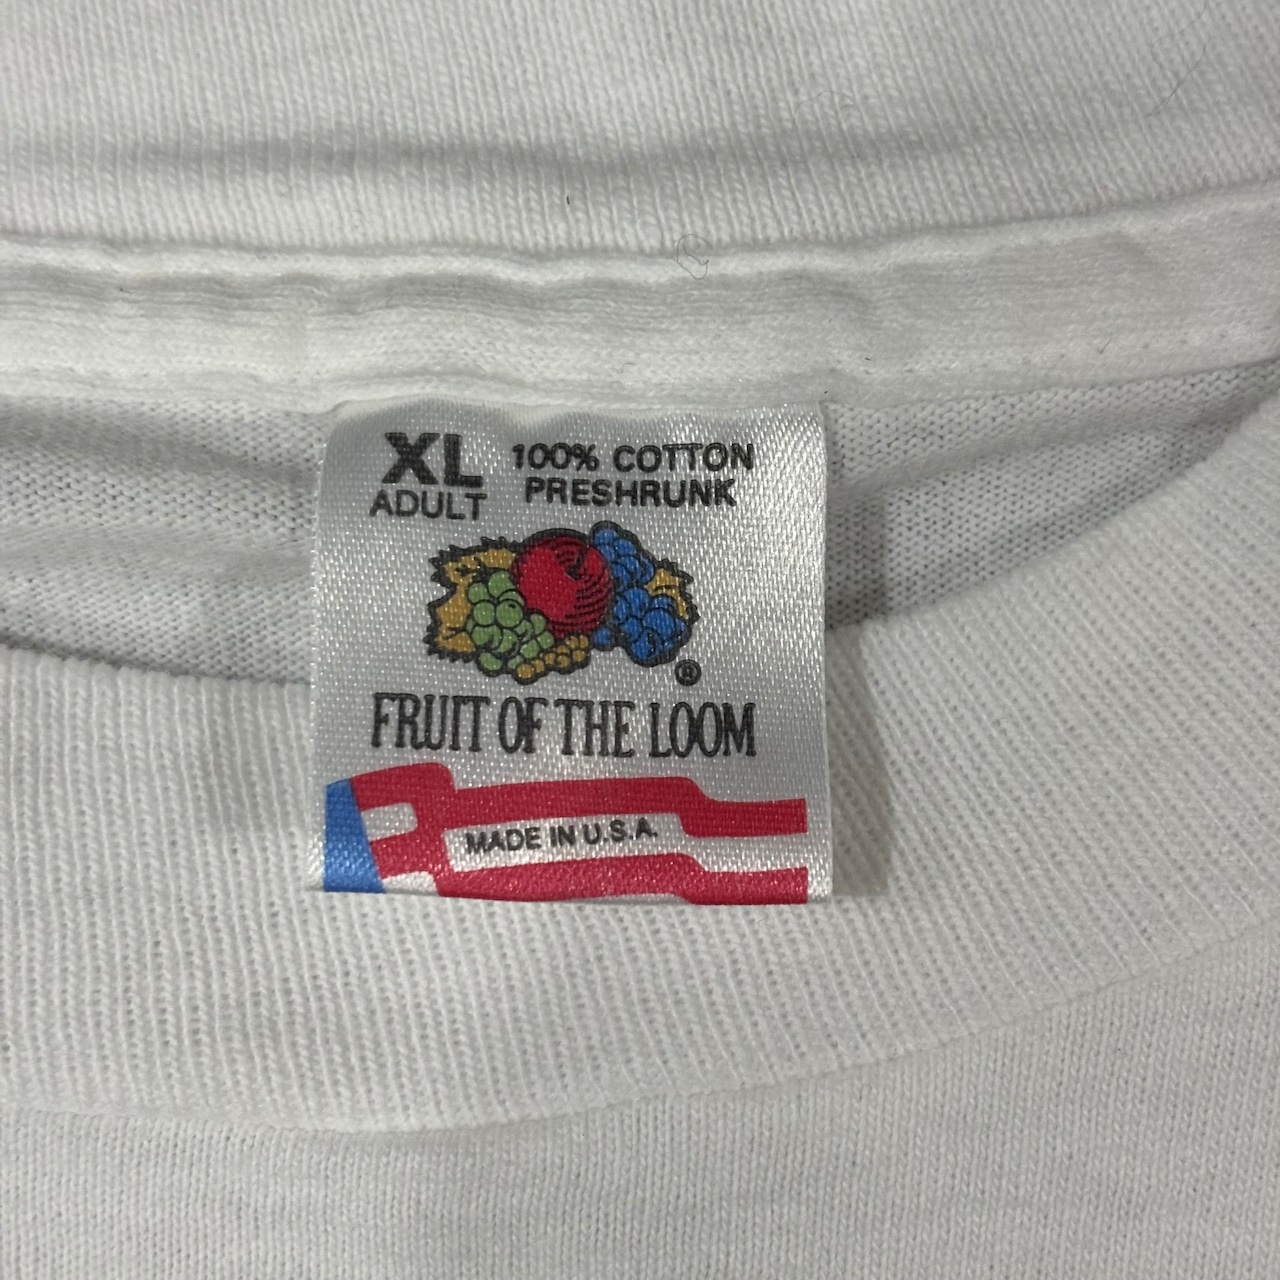 XL 100% COTTON
ADULT PRESHRUNK
®
FRUIT OF THE LOOM
MADE IN U.S.A.